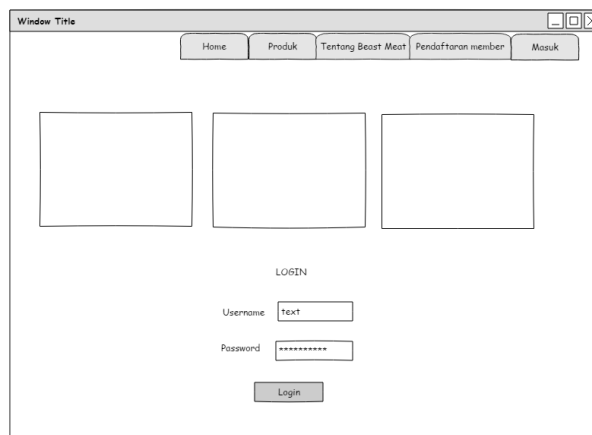 Window Title
Home Produk Tentang Beast Meat Pendaftaran member Masuk
LOGIN
Username text
Password **********
Login